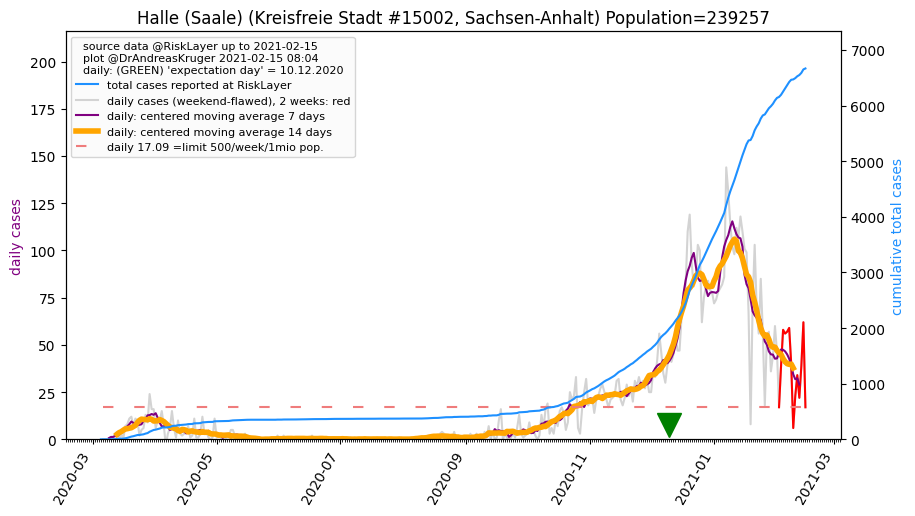 Halle (Saale) (Kreisfreie Stadt #15002, Sachsen-Anhalt) Population=239257
source data @RiskLayer up to 2021-02-15
plot @DrAndreasKruger 2021-02-15 08:04
daily: (GREEN) 'expectation day' = 10.12.2020
total cases reported at RiskLayer
daily cases (weekend-flawed), 2 weeks: red
daily: centered moving average 7 days
daily: centered moving average 14 days
daily 17.09 =limit 500/week/1mio pop.
daily cases
200
175
150
125
100
75
50
25
0
7000
6000
5000
4000
3000
2000
1000
0
cumulative total cases
2020-03
2020-05
2020-07
2020-09
2020-11
2021-01
2021-03